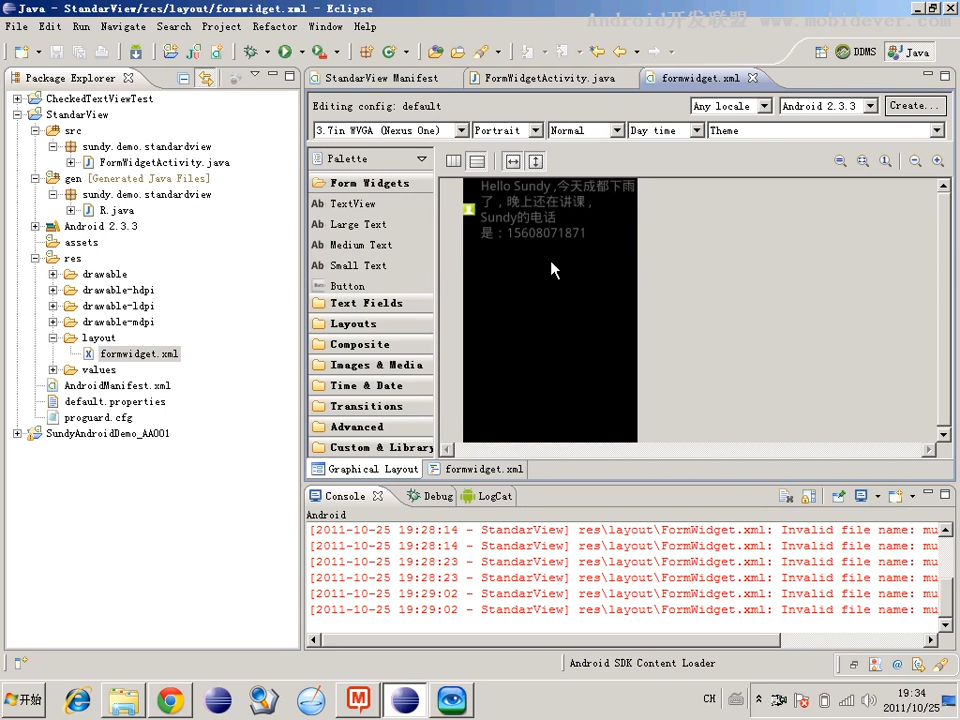 Java - StandarView/res/layout/formwidget.xml - Eclipse
Android开发联盟 www.mobidever.com
File Edit Run Navigate Search Project Refactor Window Help
DDMS
Java
Package Explorer
CheckedTextViewTest
StandarView
src
sundy.demo.standardview
FormWidgetActivity.java
gen [Generated Java Files]
sundy.demo.standardview
R.java
Android 2.3.3
assets
res
drawable
drawable-hdpi
drawable-ldpi
drawable-mdpi
layout
formwidget.xml
values
AndroidManifest.xml
default.properties
proguard.cfg
SundyAndroidDemo_AA001
StandarView Manifest
FormWidgetActivity.java
formwidget.xml
Editing config: default
Any locale
Android 2.3.3
Create...
3.7in WVGA (Nexus One)
Portrait
Normal
Day time
Theme
Palette
Form Widgets
Ab TextView
Ab Large Text
Ab Medium Text
Ab Small Text
Button
Text Fields
Layouts
Composite
Images & Media
Time & Date
Transitions
Advanced
Custom & Library
Hello Sundy ,今天成都下雨
了，晚上还在讲课，
Sundy的电话
是：15608071871
Graphical Layout
formwidget.xml
Console
Debug
LogCat
Android
[2011-10-25 19:28:14 - StandarView] res\layout\FormWidget.xml: Invalid file name: mu
[2011-10-25 19:28:14 - StandarView] res\layout\FormWidget.xml: Invalid file name: mu
[2011-10-25 19:28:23 - StandarView] res\layout\FormWidget.xml: Invalid file name: mu
[2011-10-25 19:28:23 - StandarView] res\layout\FormWidget.xml: Invalid file name: mu
[2011-10-25 19:29:02 - StandarView] res\layout\FormWidget.xml: Invalid file name: mu
[2011-10-25 19:29:02 - StandarView] res\layout\FormWidget.xml: Invalid file name: mu
Android SDK Content Loader
开始
CH
19:34
2011/10/25